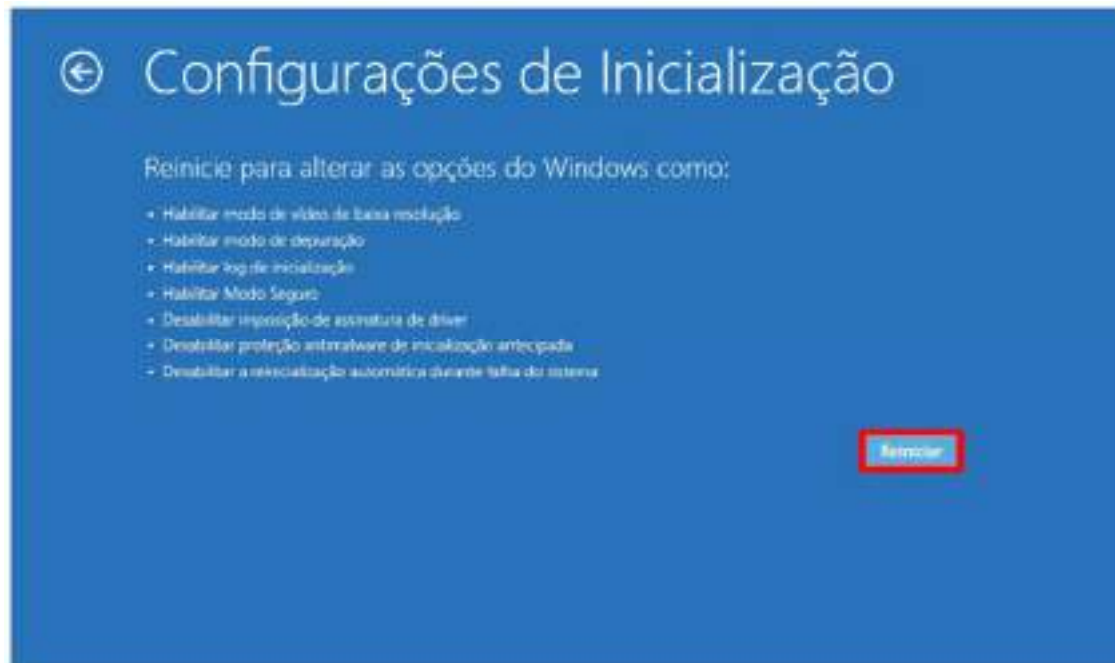 Configurações de Inicialização
Reinicie para alterar as opções do Windows como:
• Habilitar modo de vídeo de baixa resolução
• Habilitar modo de depuração
• Habilitar log de inicialização
• Habilitar Modo Seguro
• Desabilitar imposição de assinatura de driver
• Desabilitar proteção antimalware de inicialização antecipada
• Desabilitar a reinicialização automática durante falha do sistema
Reiniciar